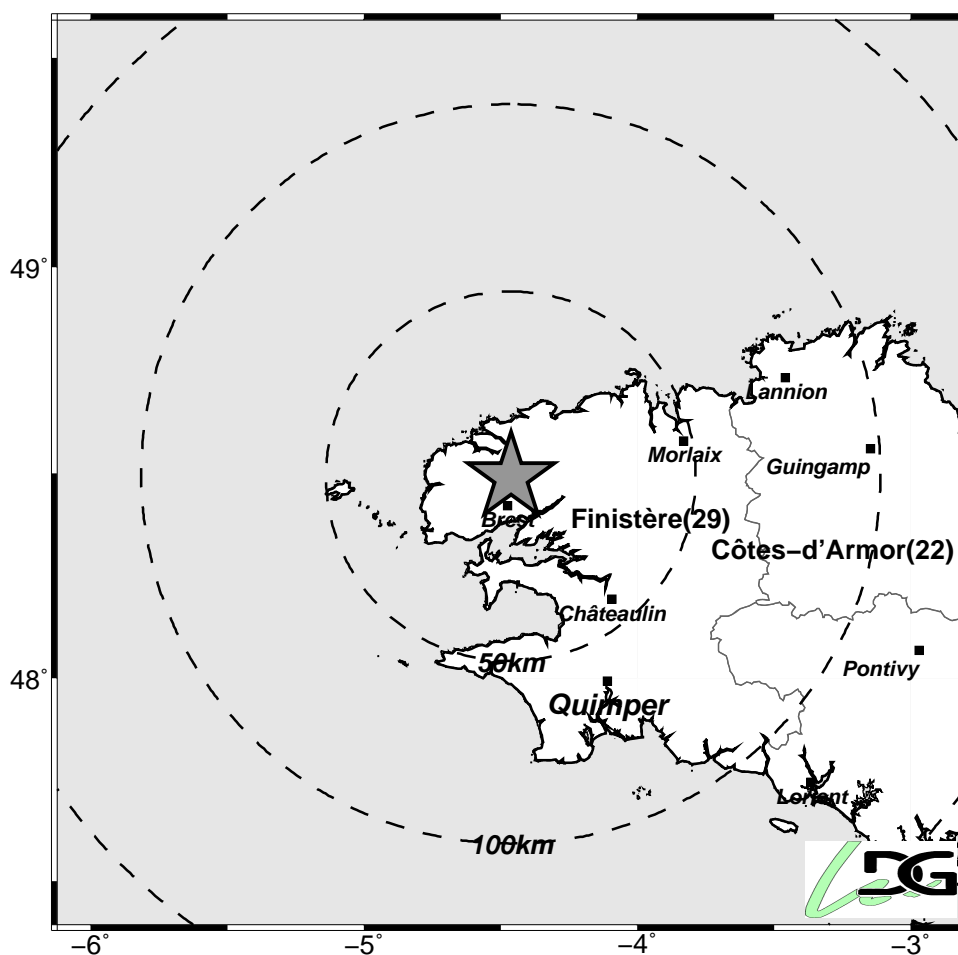 49°
Lannion
Morlaix
Guingamp
Brest
Finistère(29)
Côtes–d'Armor(22)
Châteaulin
50km
48°
Pontivy
Quimper
Lorient
100km
DG
−6° −5° −4° −3°